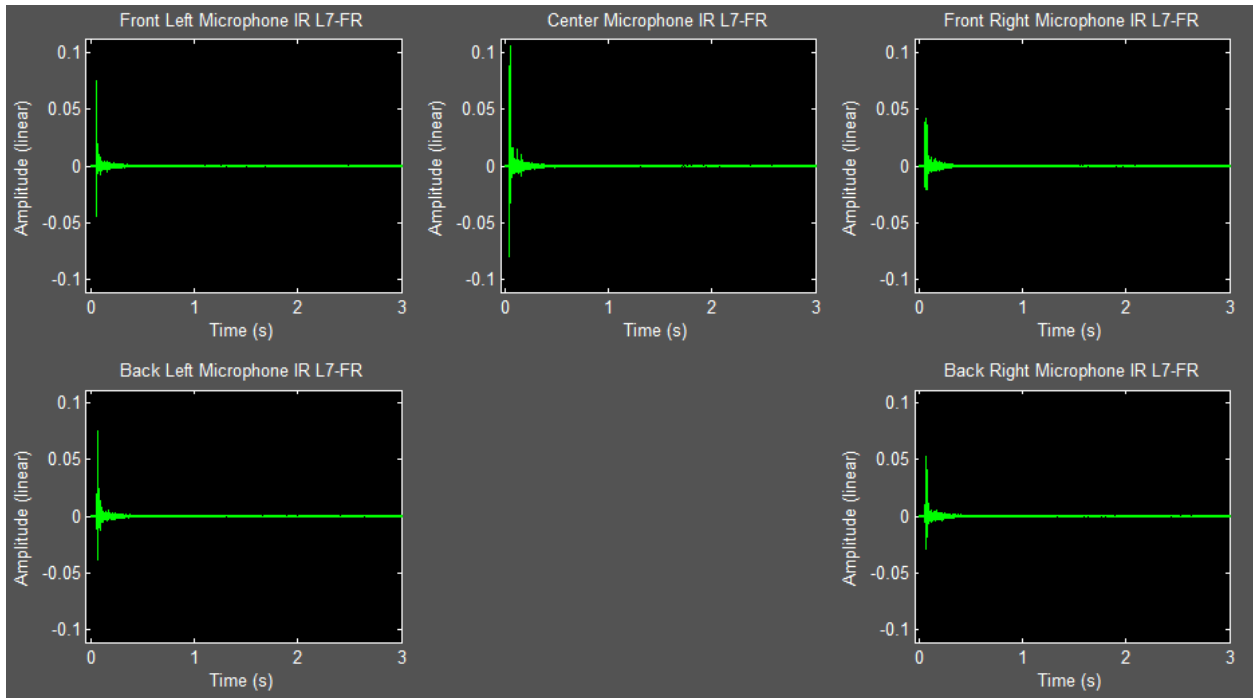 Front Left Microphone IR L7-FR
0.1
0.05
0
-0.05
-0.1
Amplitude (linear)
0 1 2 3
Time (s)
Center Microphone IR L7-FR
0.1
0.05
0
-0.05
-0.1
Amplitude (linear)
0 1 2 3
Time (s)
Front Right Microphone IR L7-FR
0.1
0.05
0
-0.05
-0.1
Amplitude (linear)
0 1 2 3
Time (s)
Back Left Microphone IR L7-FR
0.1
0.05
0
-0.05
-0.1
Amplitude (linear)
0 1 2 3
Time (s)
Back Right Microphone IR L7-FR
0.1
0.05
0
-0.05
-0.1
Amplitude (linear)
0 1 2 3
Time (s)